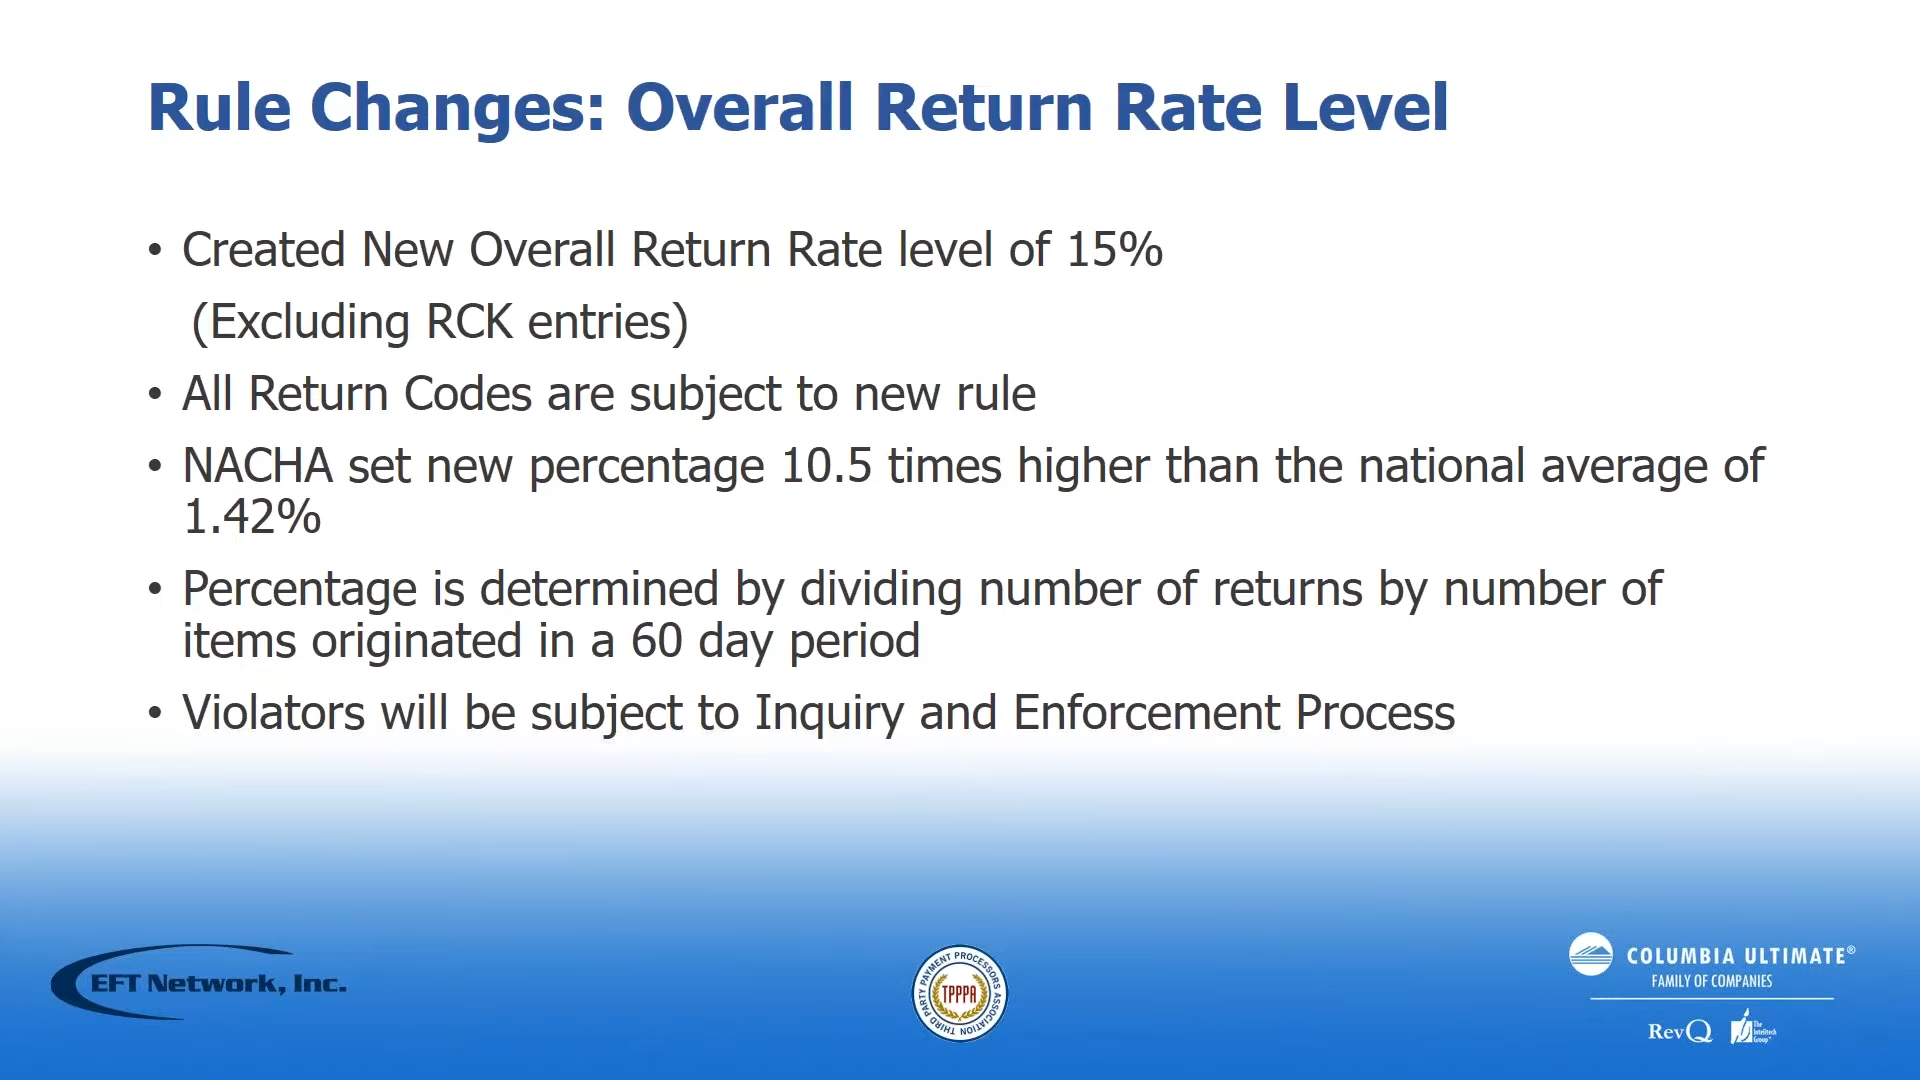 Rule Changes: Overall Return Rate Level
• Created New Overall Return Rate level of 15%
(Excluding RCK entries)
• All Return Codes are subject to new rule
• NACHA set new percentage 10.5 times higher than the national average of
1.42%
• Percentage is determined by dividing number of returns by number of
items originated in a 60 day period
• Violators will be subject to Inquiry and Enforcement Process
EFT Network, Inc.
THIRD PARTY PAYMENT PROCESSORS ASSOCIATION
TPPPA
COLUMBIA ULTIMATE®
FAMILY OF COMPANIES
RevQ
The
Intelitech
Group